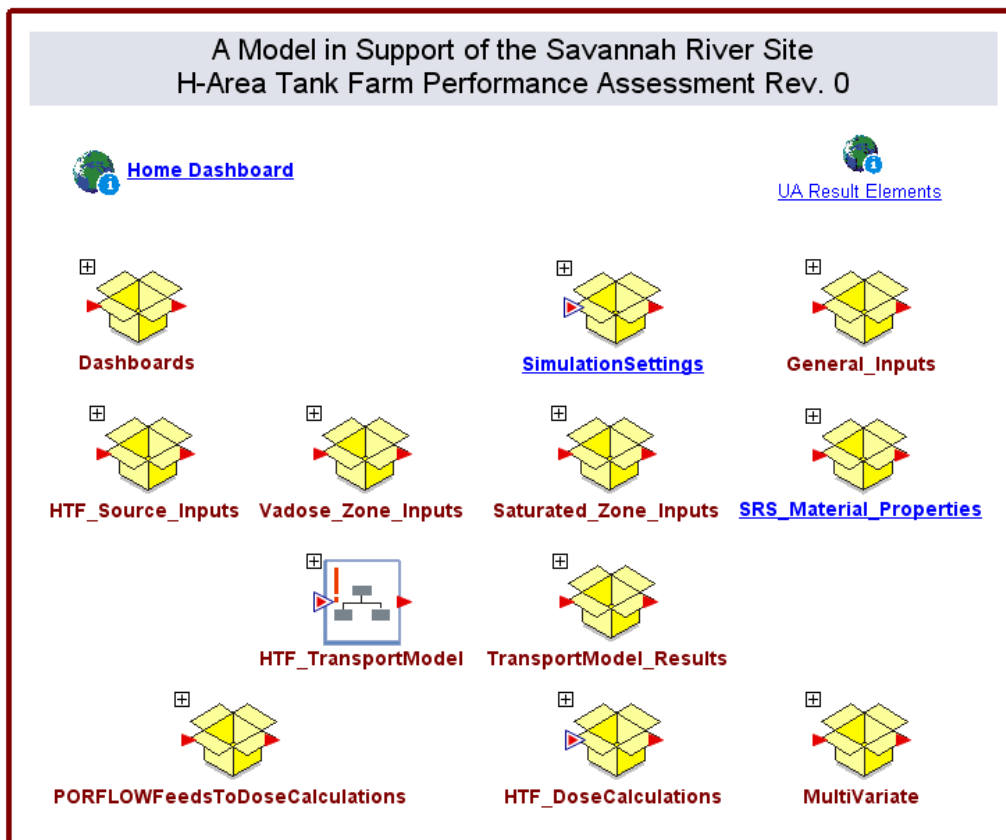 A Model in Support of the Savannah River Site
H-Area Tank Farm Performance Assessment Rev. 0
Home Dashboard
UA Result Elements
Dashboards
SimulationSettings
General_Inputs
HTF_Source_Inputs
Vadose_Zone_Inputs
Saturated_Zone_Inputs
SRS_Material_Properties
HTF_TransportModel
TransportModel_Results
PORFLOWFeedsToDoseCalculations
HTF_DoseCalculations
MultiVariate